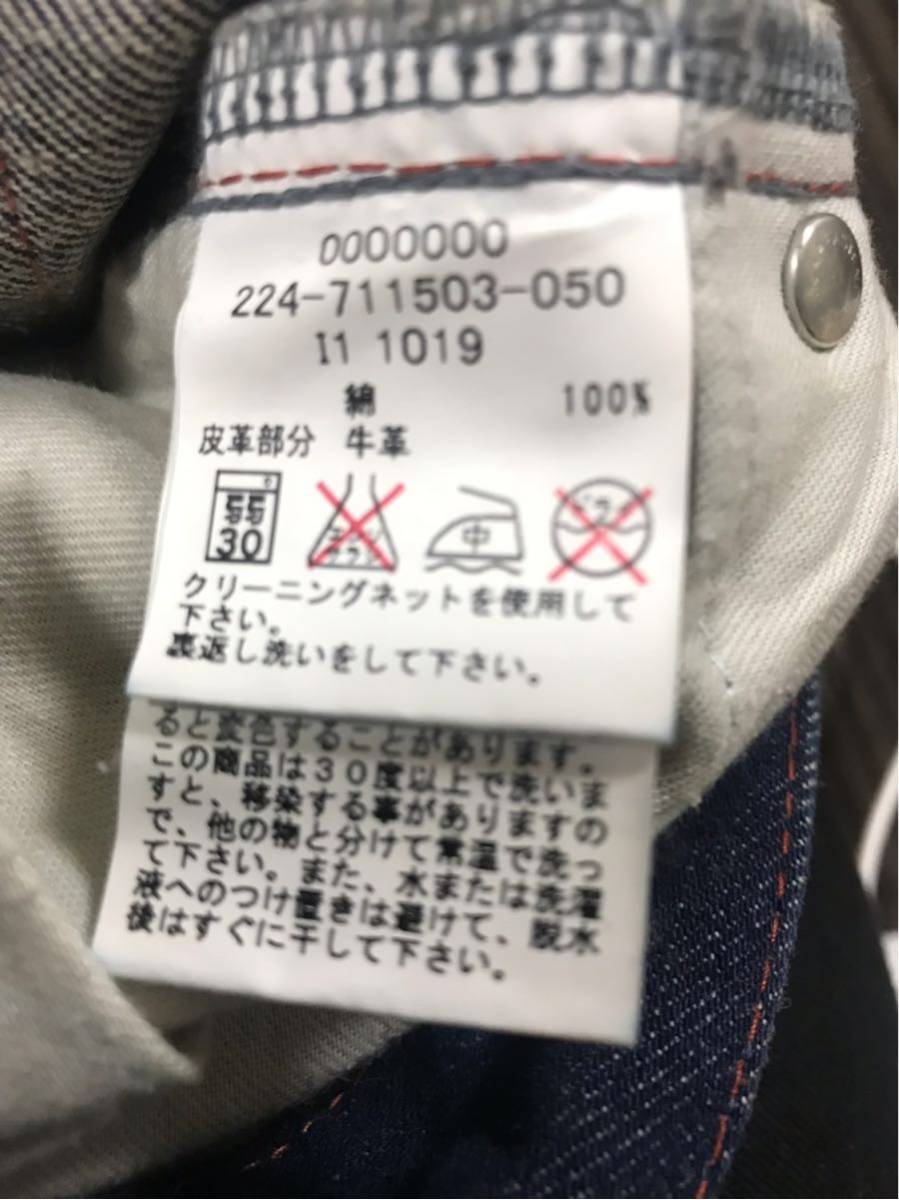 0000000
224-711503-050
I1 1019
綿 100%
皮革部分 牛革
弱
30
中
ドライ
クリーニングネットを使用して
下さい。
裏返し洗いをして下さい。
ると変色することがあります。
この商品は30度以上で洗いま
すと、移染する事がありますの
で、他の物と分けて常温で洗っ
て下さい。また、水または洗濯
液へのつけ置きは避けて、脱水
後はすぐに干して下さい。